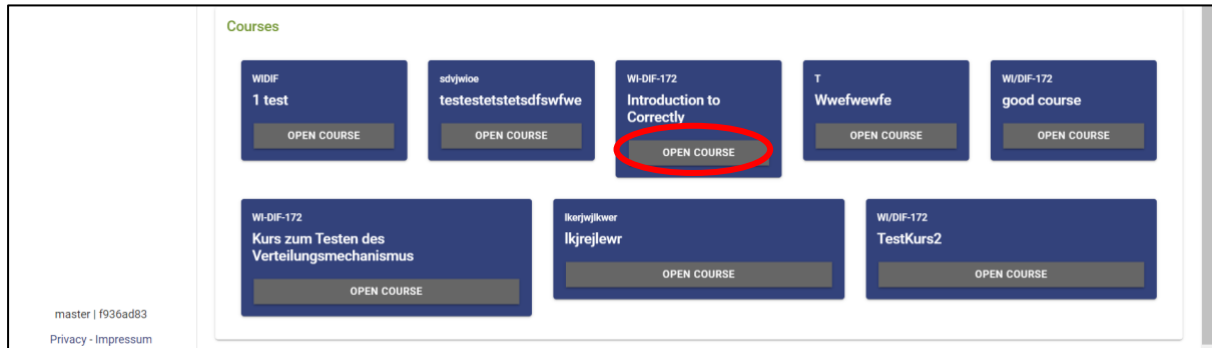 Courses
WIDIF
1 test
OPEN COURSE
sdvjwioe
testestetstetsdfswfwe
OPEN COURSE
WI-DIF-172
Introduction to
Correctly
OPEN COURSE
T
Wwefwewfe
OPEN COURSE
WI/DIF-172
good course
OPEN COURSE
WI-DIF-172
Kurs zum Testen des
Verteilungsmechanismus
OPEN COURSE
lkerjwjlkwer
lkjrejlewr
OPEN COURSE
WI/DIF-172
TestKurs2
OPEN COURSE
master | f936ad83
Privacy - Impressum